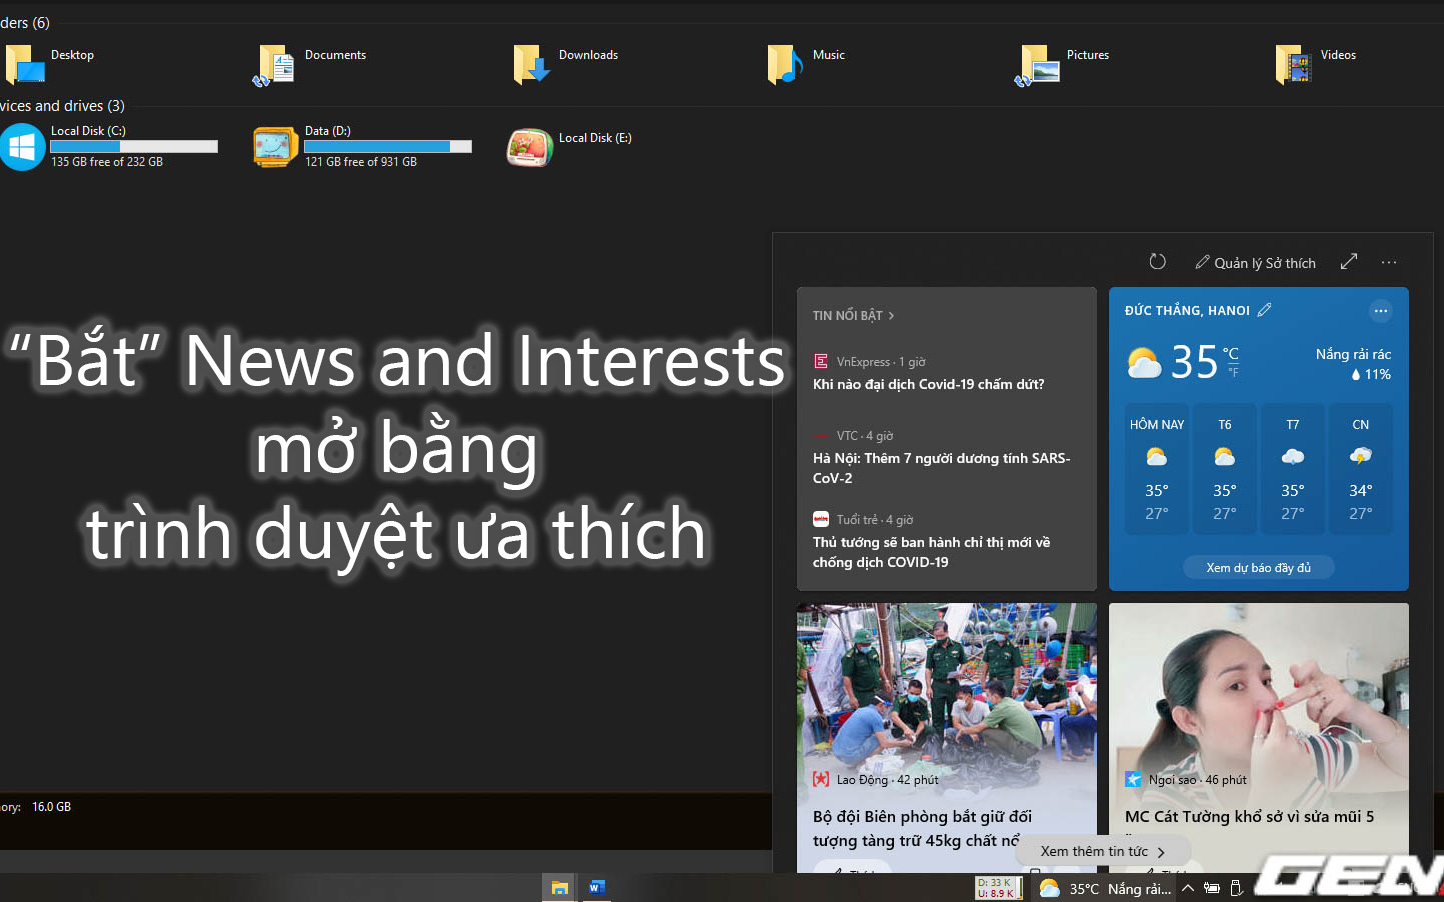 ders (6)
Desktop
Documents
Downloads
Music
Pictures
Videos
vices and drives (3)
Local Disk (C:)
135 GB free of 232 GB
Data (D:)
121 GB free of 931 GB
Local Disk (E:)
“Bắt” News and Interests
mở bằng
trình duyệt ưa thích
Quản lý Sở thích
TIN NỔI BẬT
VnExpress · 1 giờ
Khi nào đại dịch Covid-19 chấm dứt?
VTC · 4 giờ
Hà Nội: Thêm 7 người dương tính SARS-
CoV-2
Tuổi trẻ · 4 giờ
Thủ tướng sẽ ban hành chỉ thị mới về
chống dịch COVID-19
ĐỨC THẮNG, HANOI
35 °C
°F
Nắng rải rác
11%
HÔM NAY
35°
27°
T6
35°
27°
T7
35°
27°
CN
34°
27°
Xem dự báo đầy đủ
Lao Động · 42 phút
Bộ đội Biên phòng bắt giữ đối
tượng tàng trữ 45kg chất nổ
Ngoi sao · 46 phút
MC Cát Tường khổ sở vì sửa mũi 5
Xem thêm tin tức
ory: 16.0 GB
D: 33 K
U: 8.9 K
35°C Nắng rải...
GEN